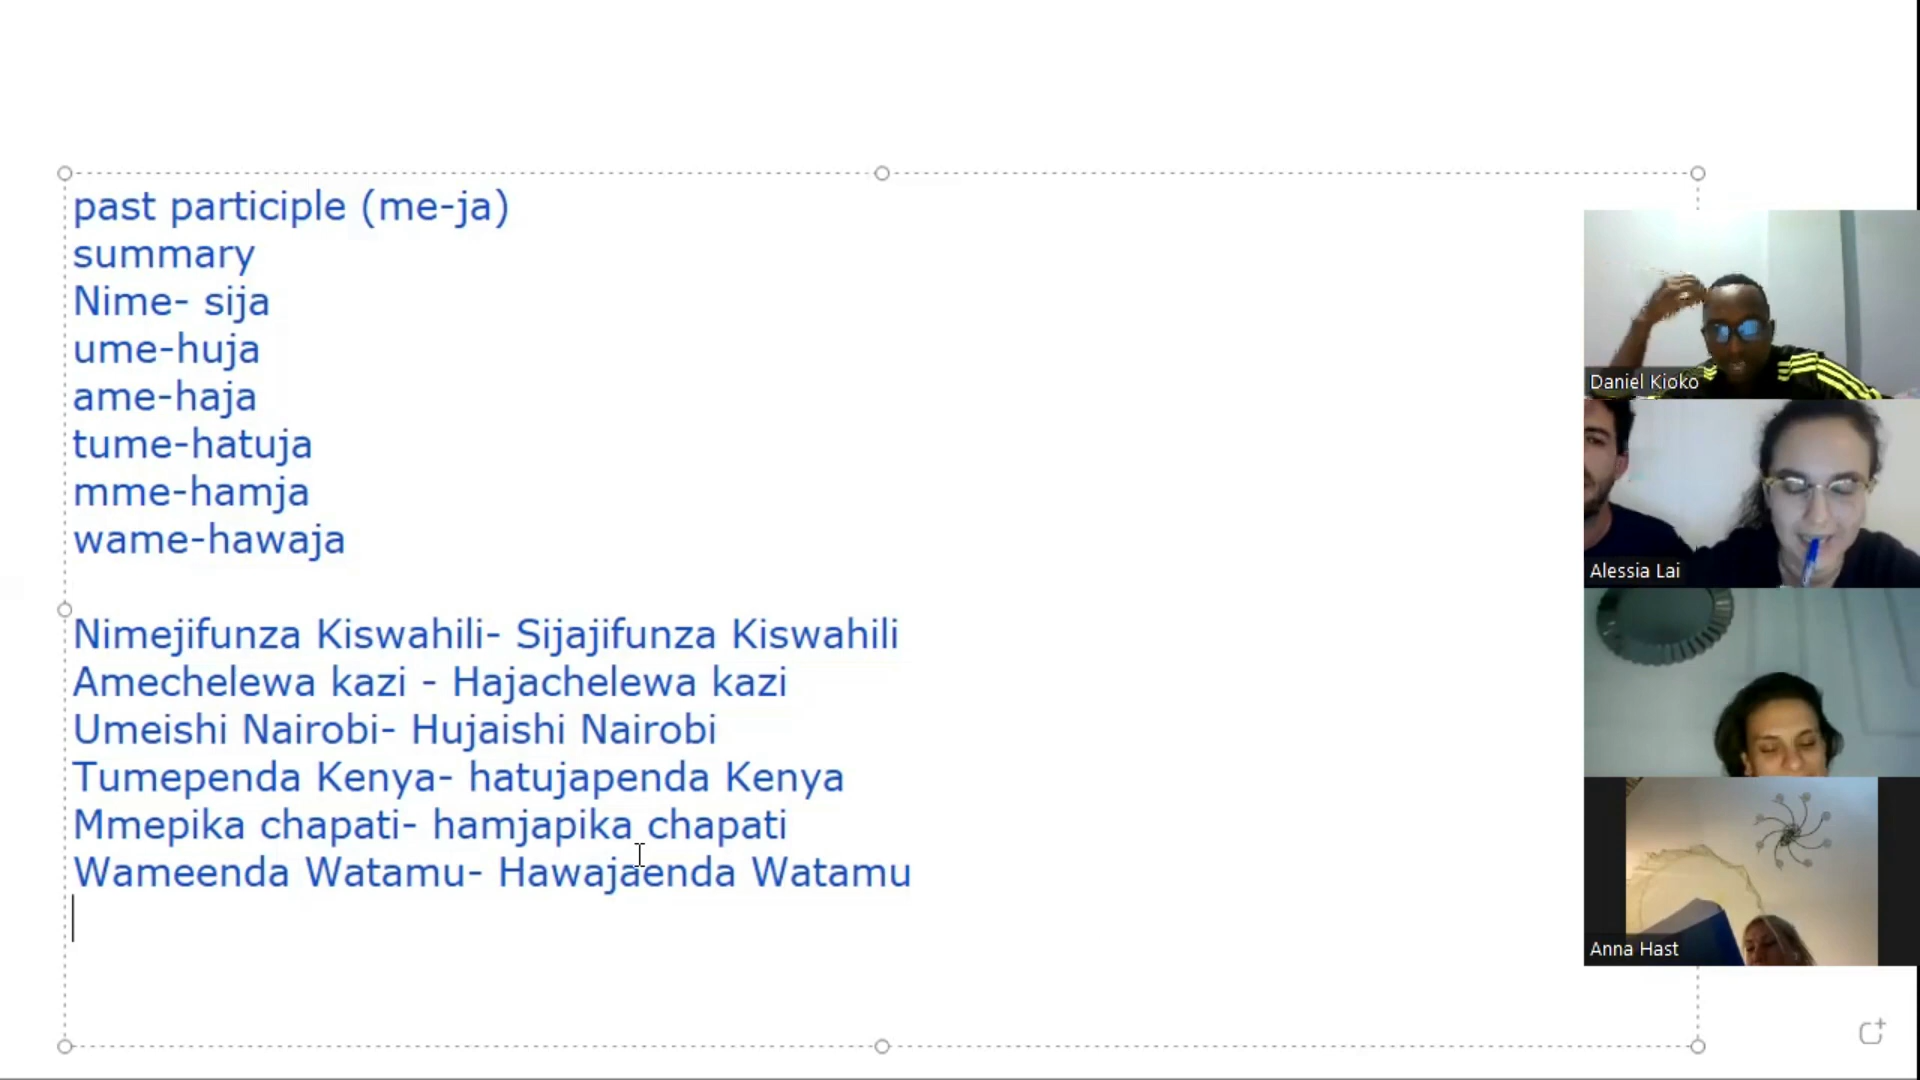 past participle (me-ja)
summary
Nime- sija
ume-huja
ame-haja
tume-hatuja
mme-hamja
wame-hawaja
Nimejifunza Kiswahili- Sijajifunza Kiswahili
Amechelewa kazi - Hajachelewa kazi
Umeishi Nairobi- Hujaishi Nairobi
Tumependa Kenya- hatujapenda Kenya
Mmepika chapati- hamjapika chapati
Wameenda Watamu- Hawajaenda Watamu
Daniel Kioko
Alessia Lai
Anna Hast